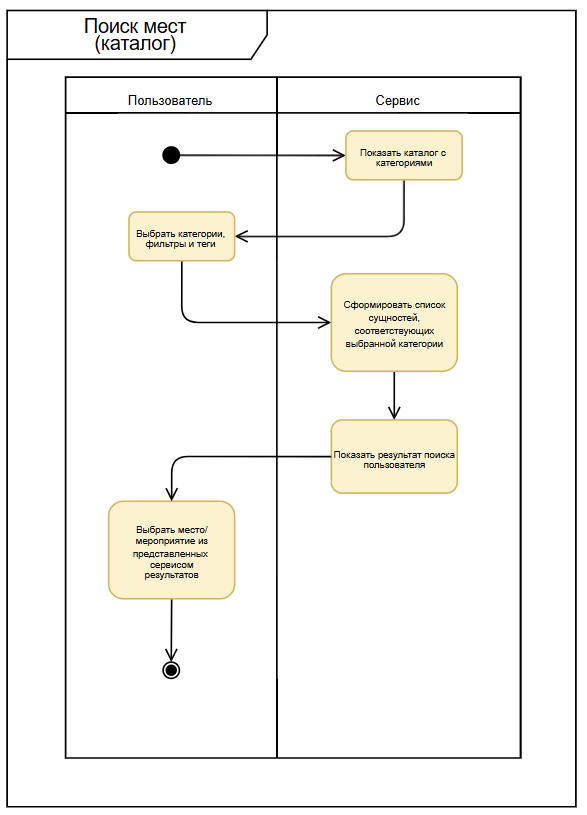 Поиск мест
(каталог)
Пользователь
Сервис
Показать каталог с
категориями
Выбрать категории,
фильтры и теги
Сформировать список
сущностей,
соответствующих
выбранной категории
Показать результат поиска
пользователя
Выбрать место/
мероприятие из
представленных
сервисом
результатов